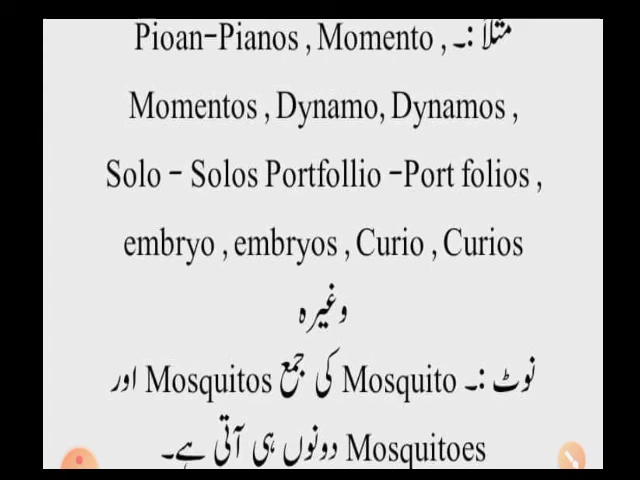 مثلاً :۔ Pioan-Pianos , Momento ,
Momentos , Dynamo, Dynamos ,
Solo - Solos Portfollio -Port folios ,
embryo , embryos , Curio , Curios
وغیرہ
نوٹ :۔ Mosquito کی جمع Mosquitos اور
Mosquitoes دونوں ہی آتی ہے۔